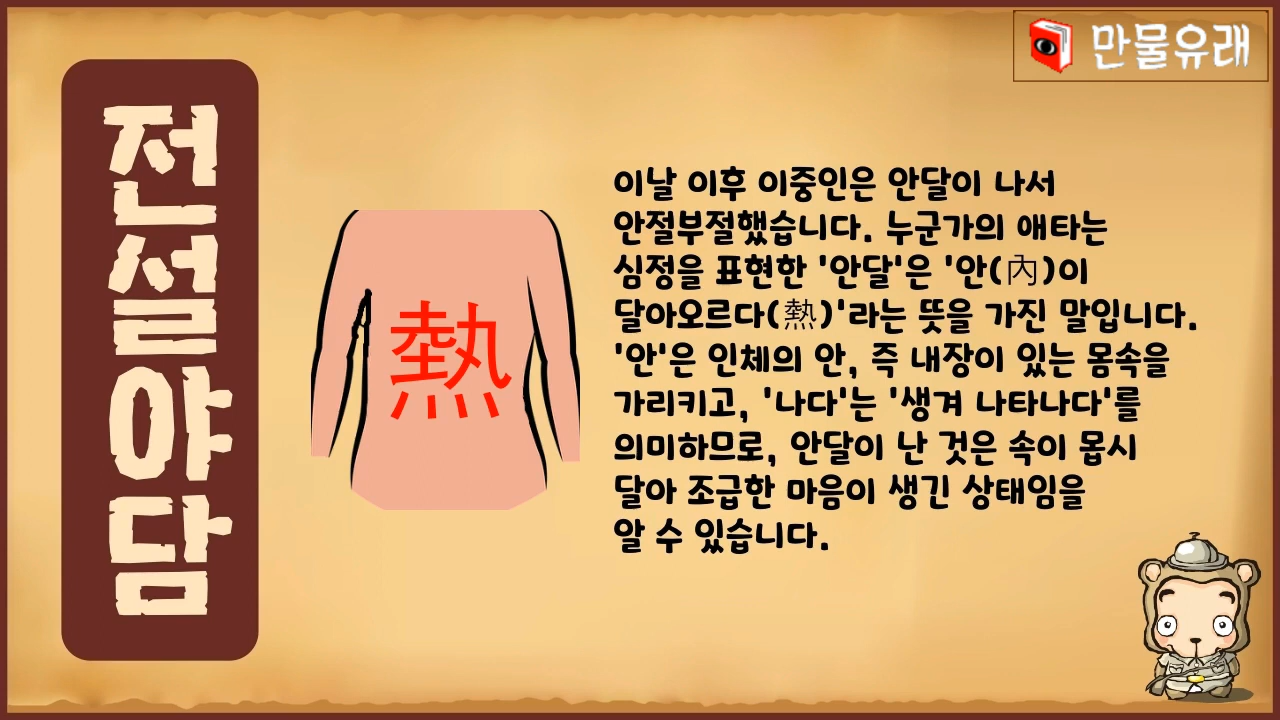 만물유래
전설야담
熱
이날 이후 이중인은 안달이 나서
안절부절했습니다. 누군가의 애타는
심정을 표현한 '안달'은 '안(內)이
달아오르다(熱)'라는 뜻을 가진 말입니다.
'안'은 인체의 안, 즉 내장이 있는 몸속을
가리키고, '나다'는 '생겨 나타나다'를
의미하므로, 안달이 난 것은 속이 몹시
달아 조급한 마음이 생긴 상태임을
알 수 있습니다.